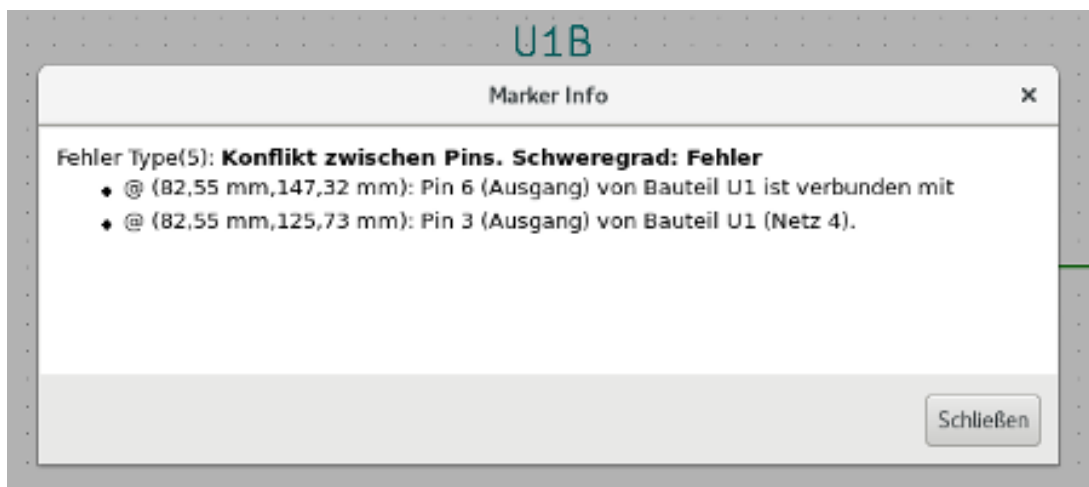 U1B
Marker Info
Fehler Type(5): Konflikt zwischen Pins. Schweregrad: Fehler
@ (82,55 mm,147,32 mm): Pin 6 (Ausgang) von Bauteil U1 ist verbunden mit
@ (82,55 mm,125,73 mm): Pin 3 (Ausgang) von Bauteil U1 (Netz 4).
Schließen